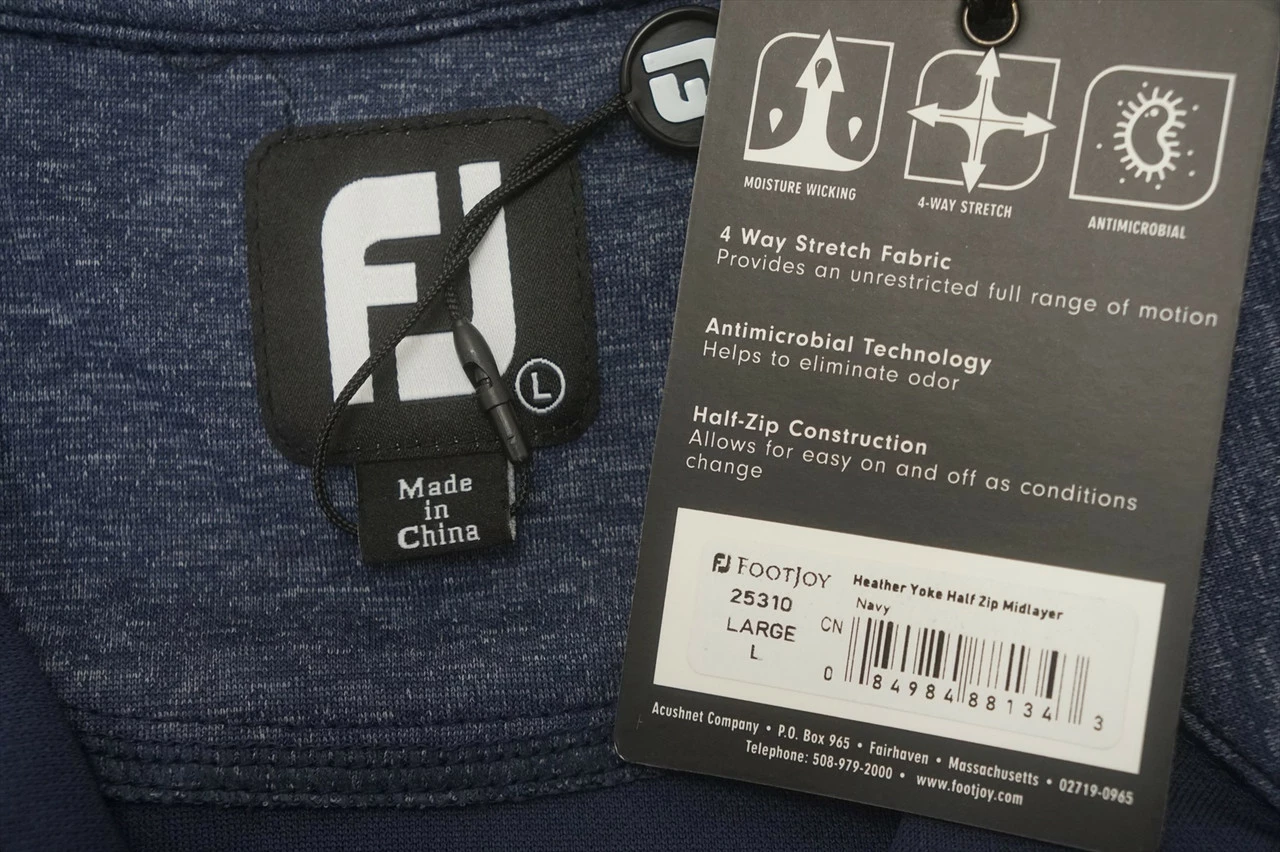 FJ
L
Made
in
China
FJ
MOISTURE WICKING
4-WAY STRETCH
ANTIMICROBIAL
4 Way Stretch Fabric
Provides an unrestricted full range of motion
Antimicrobial Technology
Helps to eliminate odor
Half-Zip Construction
Allows for easy on and off as conditions
change
FJ FOOTJOY
25310
LARGE
L
Heather Yoke Half Zip Midlayer
Navy
CN
0 84984 88134 3
Acushnet Company • P.O. Box 965 • Fairhaven • Massachusetts • 02719-0965
Telephone: 508-979-2000 • www.footjoy.com